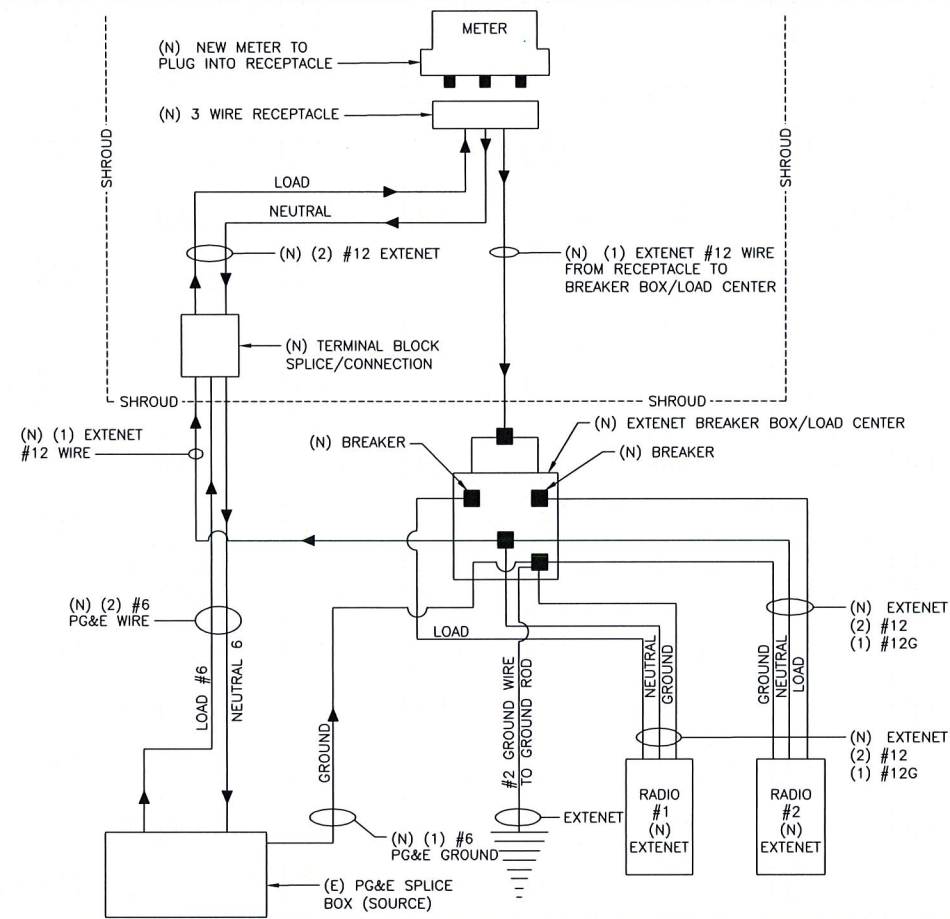 METER
(N) NEW METER TO
PLUG INTO RECEPTACLE
(N) 3 WIRE RECEPTACLE
SHROUD
SHROUD
LOAD
NEUTRAL
(N) (2) #12 EXTENET
(N) (1) EXTENET #12 WIRE
FROM RECEPTACLE TO
BREAKER BOX/LOAD CENTER
(N) TERMINAL BLOCK
SPLICE/CONNECTION
SHROUD
SHROUD
(N) (1) EXTENET
#12 WIRE
(N) BREAKER
(N) EXTENET BREAKER BOX/LOAD CENTER
(N) BREAKER
(N) (2) #6
PG&E WIRE
LOAD #6
NEUTRAL 6
GROUND
LOAD
#2 GROUND WIRE
TO GROUND ROD
NEUTRAL
GROUND
GROUND
NEUTRAL
LOAD
(N) EXTENET
(2) #12
(1) #12G
(N) EXTENET
(2) #12
(1) #12G
RADIO
#1
(N)
EXTENET
RADIO
#2
(N)
EXTENET
EXTENET
(N) (1) #6
PG&E GROUND
(E) PG&E SPLICE
BOX (SOURCE)